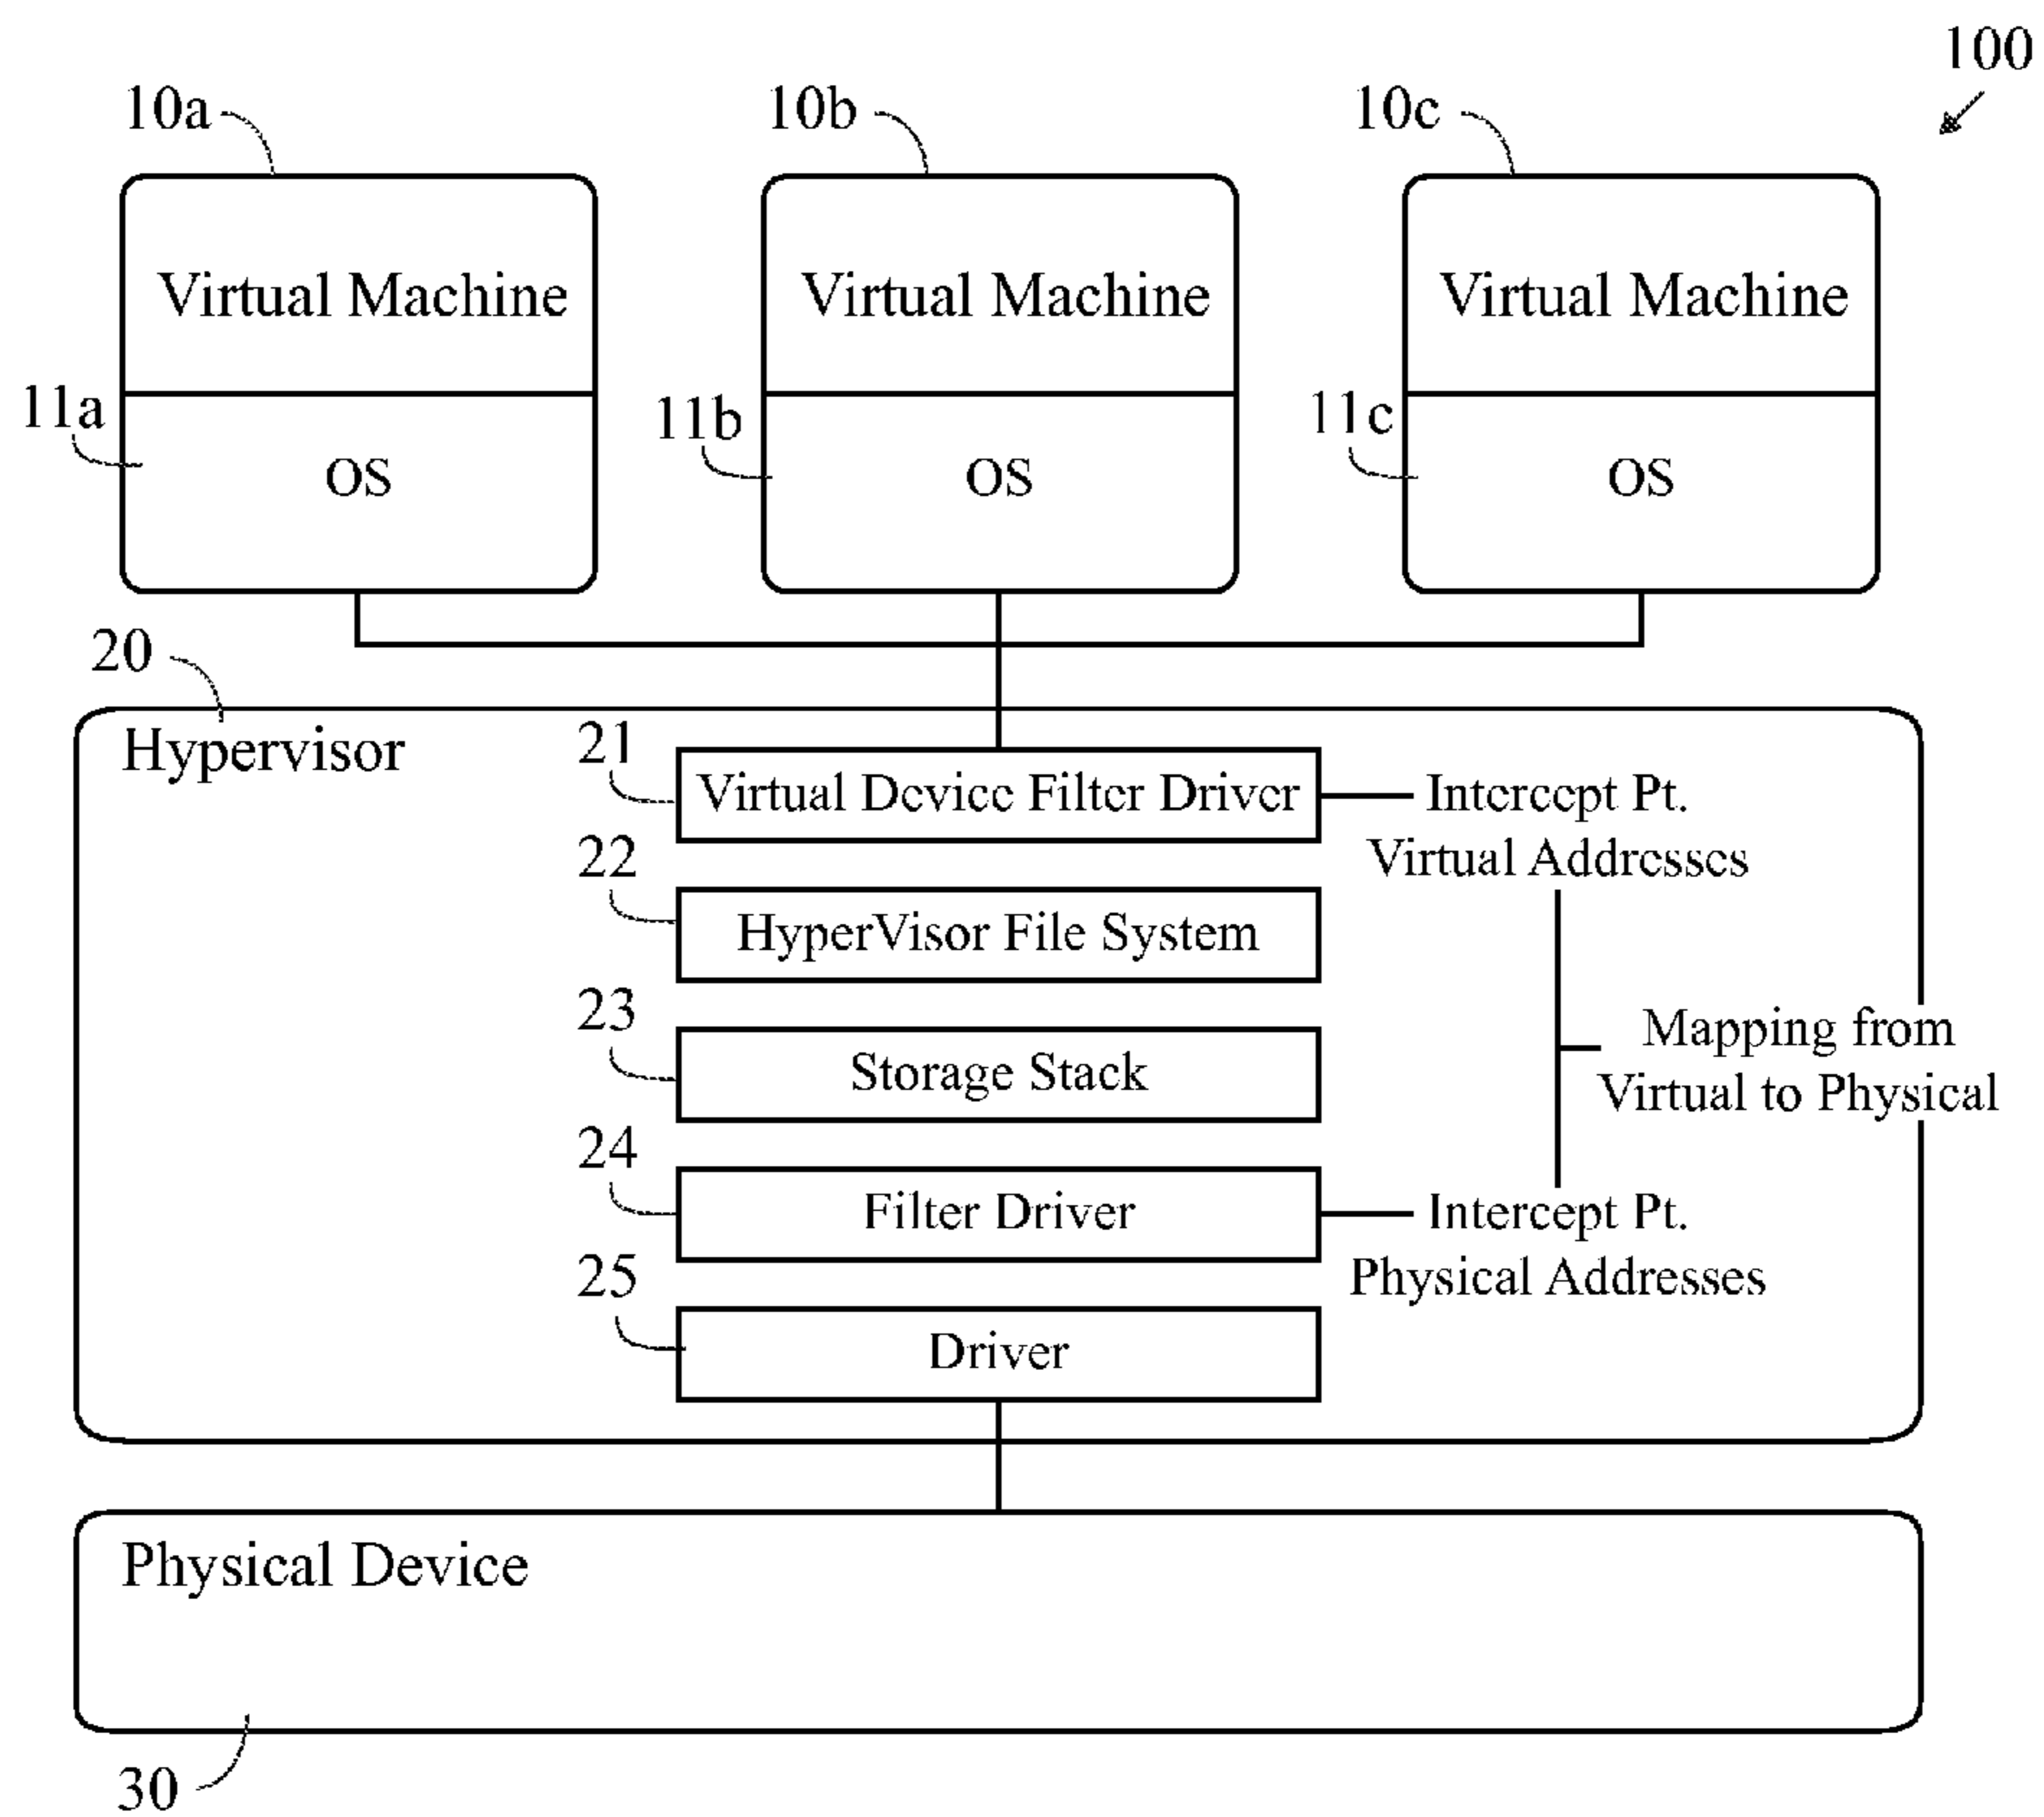 100
10a
10b
10c
Virtual Machine
Virtual Machine
Virtual Machine
11a
11b
11c
OS
OS
OS
20
Hypervisor
21
Virtual Device Filter Driver
Intercept Pt.
Virtual Addresses
22
HyperVisor File System
23
Storage Stack
Mapping from
Virtual to Physical
24
Filter Driver
Intercept Pt.
Physical Addresses
25
Driver
Physical Device
30